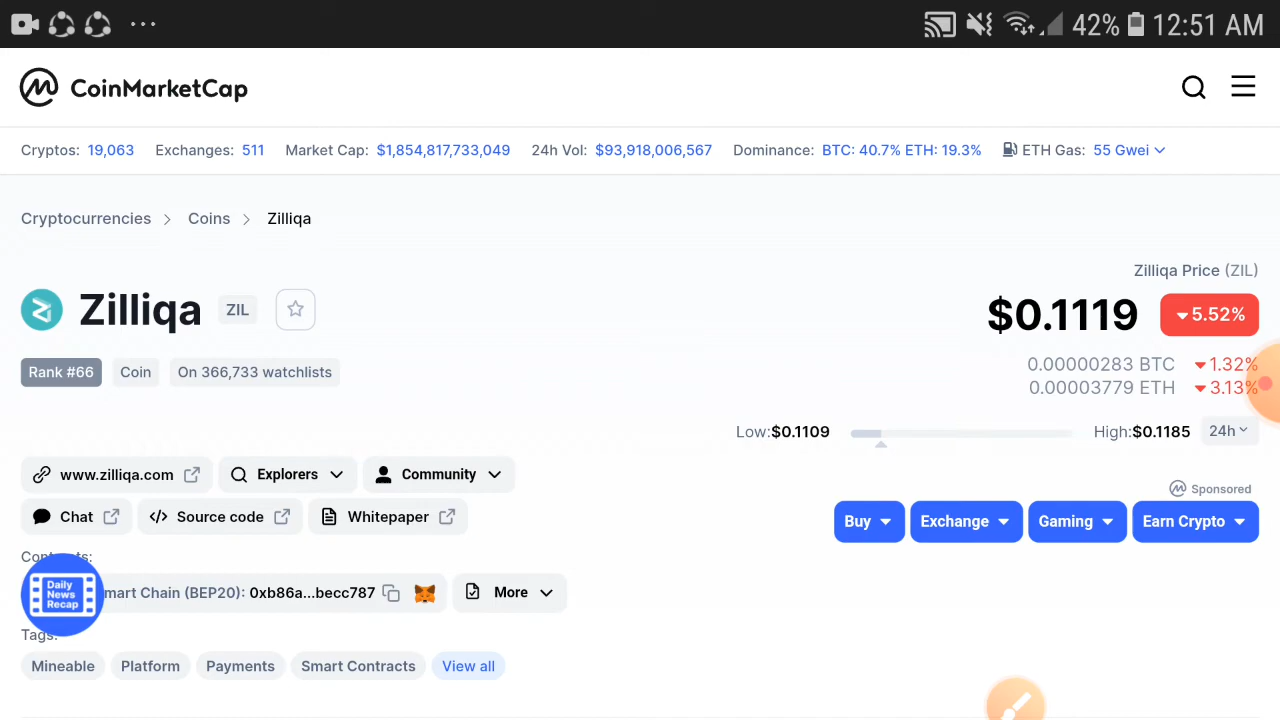 42% 12:51 AM
CoinMarketCap
Cryptos: 19,063 Exchanges: 511 Market Cap: $1,854,817,733,049 24h Vol: $93,918,006,567 Dominance: BTC: 40.7% ETH: 19.3% ETH Gas: 55 Gwei
Cryptocurrencies > Coins > Zilliqa
Zilliqa Price (ZIL)
Zilliqa ZIL $0.1119 5.52%
Rank #66 Coin On 366,733 watchlists
0.00000283 BTC 1.32%
0.00003779 ETH 3.13%
Low:$0.1109 High:$0.1185 24h
www.zilliqa.com Explorers Community
Sponsored
Chat Source code Whitepaper
Buy Exchange Gaming Earn Crypto
Daily
News
Recap
mart Chain (BEP20): 0xb86a...becc787 More
Tags:
Mineable Platform Payments Smart Contracts View all